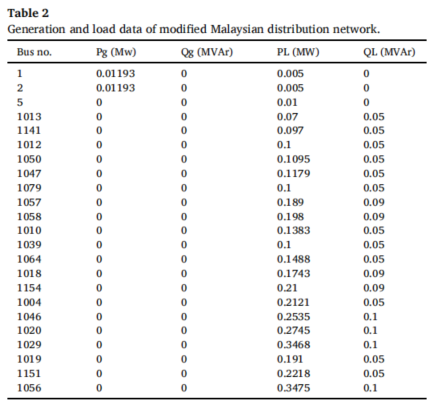 Table 2
Generation and load data of modified Malaysian distribution network.
Bus no. Pg (Mw) Qg (MVAr) PL (MW) QL (MVAr)
1 0.01193 0 0.005 0
2 0.01193 0 0.005 0
5 0 0 0.01 0
1013 0 0 0.07 0.05
1141 0 0 0.097 0.05
1012 0 0 0.1 0.05
1050 0 0 0.1095 0.05
1047 0 0 0.1179 0.05
1079 0 0 0.1 0.05
1057 0 0 0.189 0.09
1058 0 0 0.198 0.09
1010 0 0 0.1383 0.05
1039 0 0 0.1 0.05
1064 0 0 0.1488 0.05
1018 0 0 0.1743 0.09
1154 0 0 0.21 0.09
1004 0 0 0.2121 0.05
1046 0 0 0.2535 0.1
1020 0 0 0.2745 0.1
1029 0 0 0.3468 0.1
1019 0 0 0.191 0.05
1151 0 0 0.2218 0.05
1056 0 0 0.3475 0.1